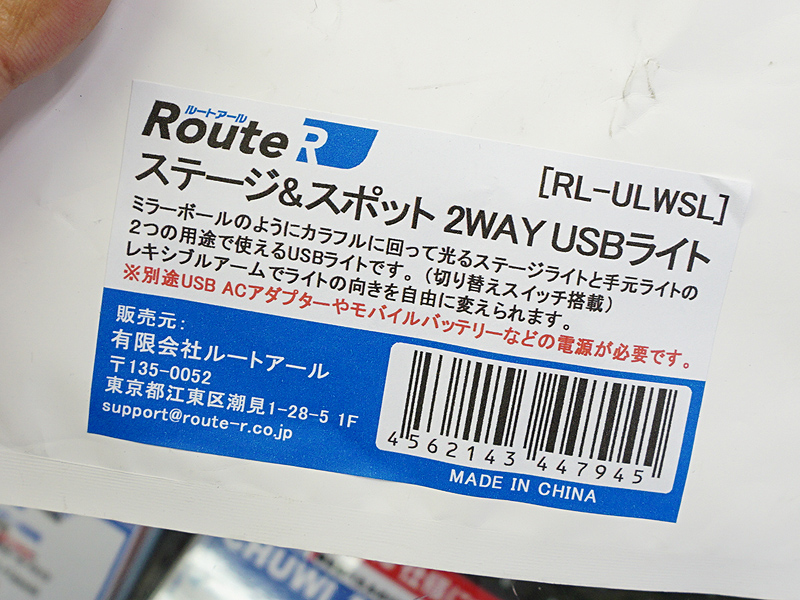 ルートアール
Route R
[RL-ULWSL]
ステージ&スポット 2WAY USBライト
ミラーボールのようにカラフルに回って光るステージライトと手元ライトの
2つの用途で使えるUSBライトです。(切り替えスイッチ搭載)
レキシブルアームでライトの向きを自由に変えられます。
※別途USB ACアダプターやモバイルバッテリーなどの電源が必要です。
販売元:
有限会社ルートアール
〒135-0052
東京都江東区潮見1-28-5 1F
support@route-r.co.jp
4562143447945
MADE IN CHINA
CHUWI